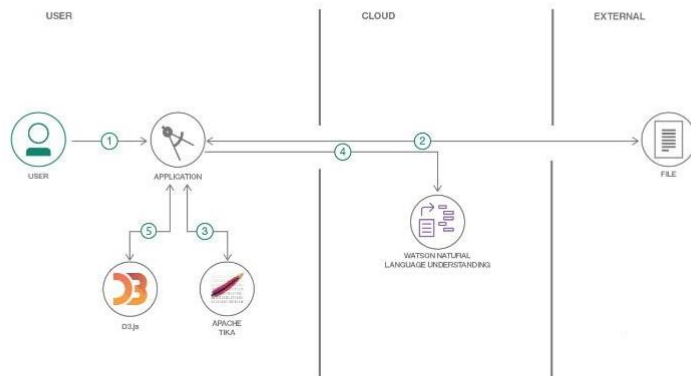 USER
CLOUD
EXTERNAL
1
2
4
USER
APPLICATION
FILE
5
3
WATSON NATURAL
LANGUAGE UNDERSTANDING
D3.js
APACHE
TIKA